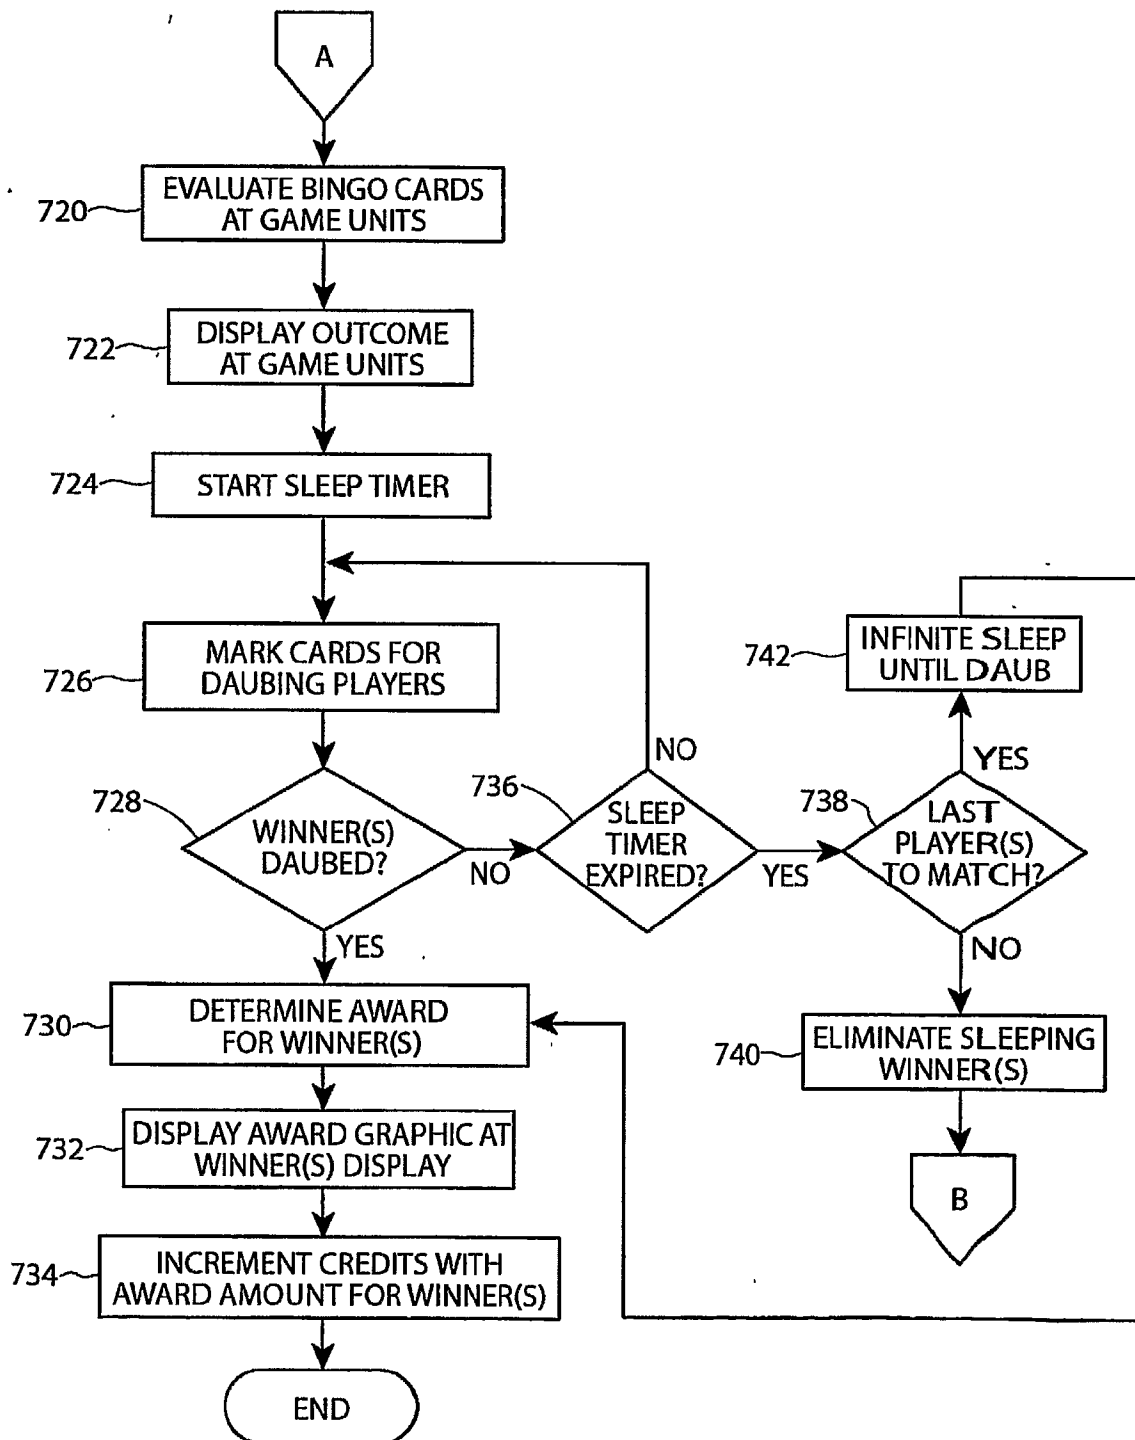 A
720
EVALUATE BINGO CARDS
AT GAME UNITS
722
DISPLAY OUTCOME
AT GAME UNITS
724
START SLEEP TIMER
726
MARK CARDS FOR
DAUBING PLAYERS
742
INFINITE SLEEP
UNTIL DAUB
728
WINNER(S)
DAUBED?
NO
YES
736
SLEEP
TIMER
EXPIRED?
NO
YES
738
LAST
PLAYER(S)
TO MATCH?
YES
NO
730
DETERMINE AWARD
FOR WINNER(S)
740
ELIMINATE SLEEPING
WINNER(S)
732
DISPLAY AWARD GRAPHIC AT
WINNER(S) DISPLAY
B
734
INCREMENT CREDITS WITH
AWARD AMOUNT FOR WINNER(S)
END